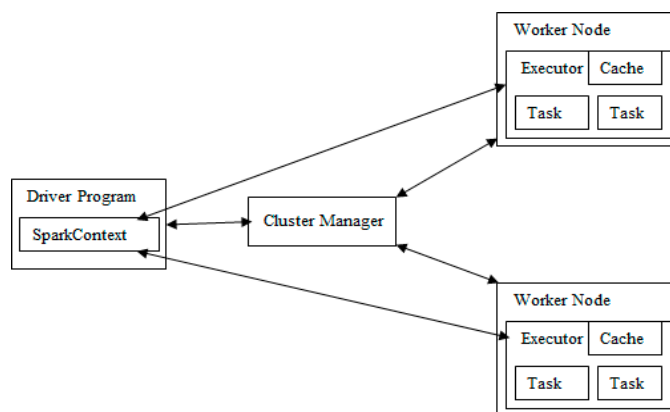 Worker Node
Executor Cache
Task Task
Driver Program
SparkContext
Cluster Manager
Worker Node
Executor Cache
Task Task